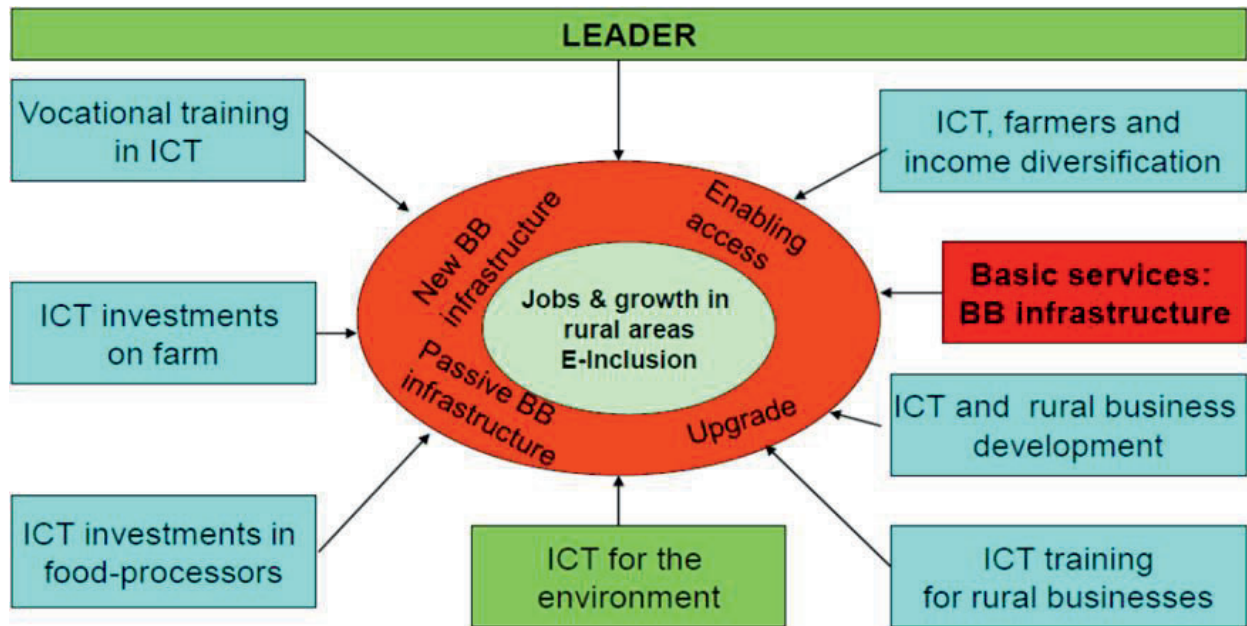 LEADER
Vocational training
in ICT
ICT, farmers and
income diversification
New BB
infrastructure
Enabling
access
Basic services:
BB infrastructure
Jobs & growth in
rural areas
E-Inclusion
ICT investments
on farm
Passive BB
infrastructure
Upgrade
ICT and rural business
development
ICT investments in
food-processors
ICT for the
environment
ICT training
for rural businesses